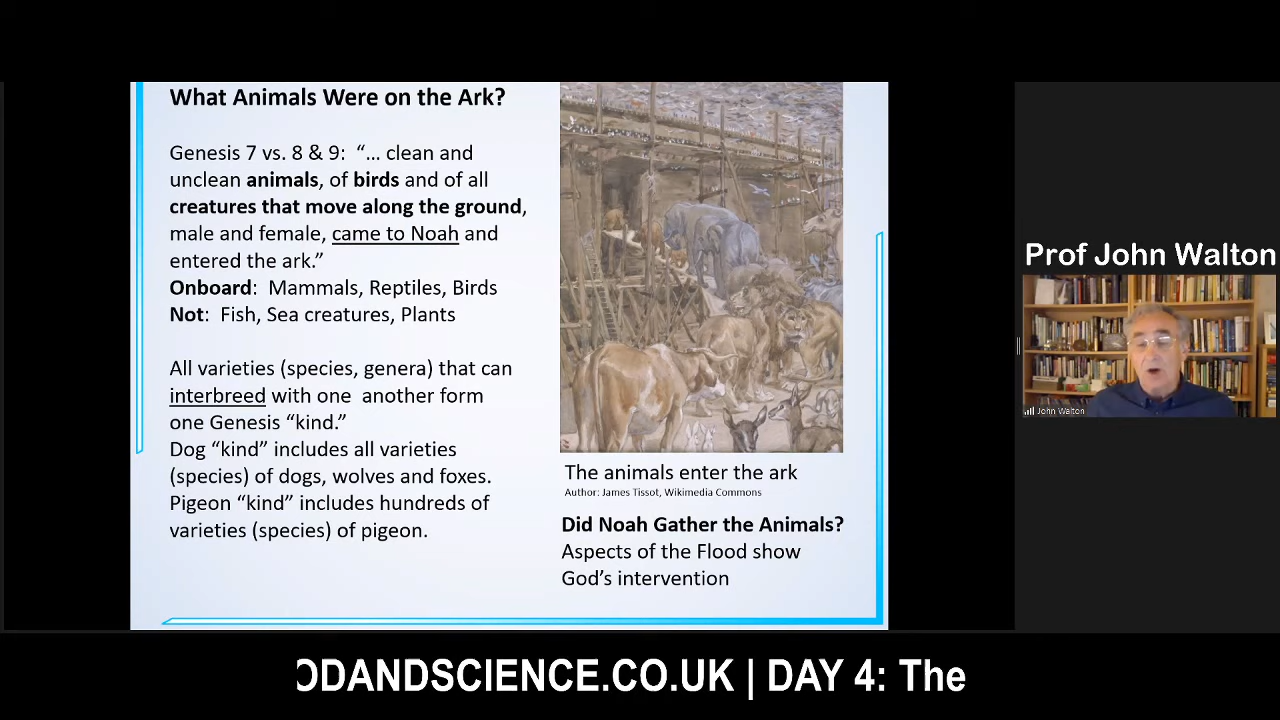 What Animals Were on the Ark?
Genesis 7 vs. 8 & 9:  “… clean and
unclean animals, of birds and of all
creatures that move along the ground,
male and female, came to Noah and
entered the ark.”
Onboard:  Mammals, Reptiles, Birds
Not:  Fish, Sea creatures, Plants
All varieties (species, genera) that can
interbreed with one  another form
one Genesis “kind.”
Dog “kind” includes all varieties
(species) of dogs, wolves and foxes.
Pigeon “kind” includes hundreds of
varieties (species) of pigeon.
The animals enter the ark
Author: James Tissot, Wikimedia Commons
Did Noah Gather the Animals?
Aspects of the Flood show
God’s intervention
Prof John Walton
John Walton
ODANDSCIENCE.CO.UK | DAY 4: The